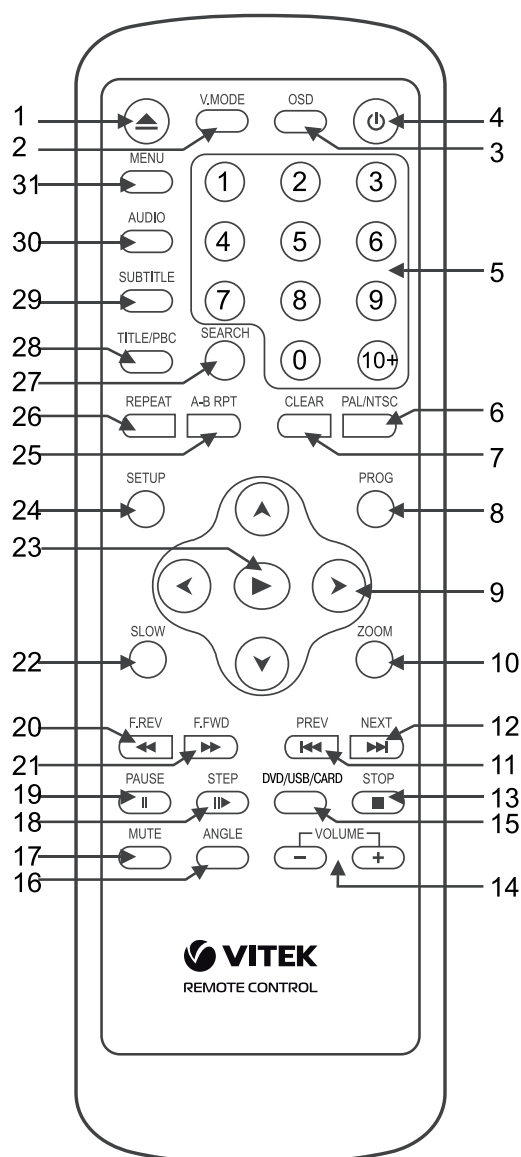 1 V.MODE OSD 4
2 3
MENU
31 1 2 3
AUDIO
30 4 5 6 5
SUBTITLE
29 7 8 9
TITLE/PBC SEARCH
28 0 10+
27
REPEAT A-B RPT CLEAR PAL/NTSC
26 6
25 7
SETUP PROG
24 8
23
9
SLOW ZOOM
22 10
20 F.REV F.FWD PREV NEXT 12
21 11
PAUSE STEP DVD/USB/CARD STOP
19 13
18 15
MUTE ANGLE VOLUME
17 − +
16 14
VITEK
REMOTE CONTROL